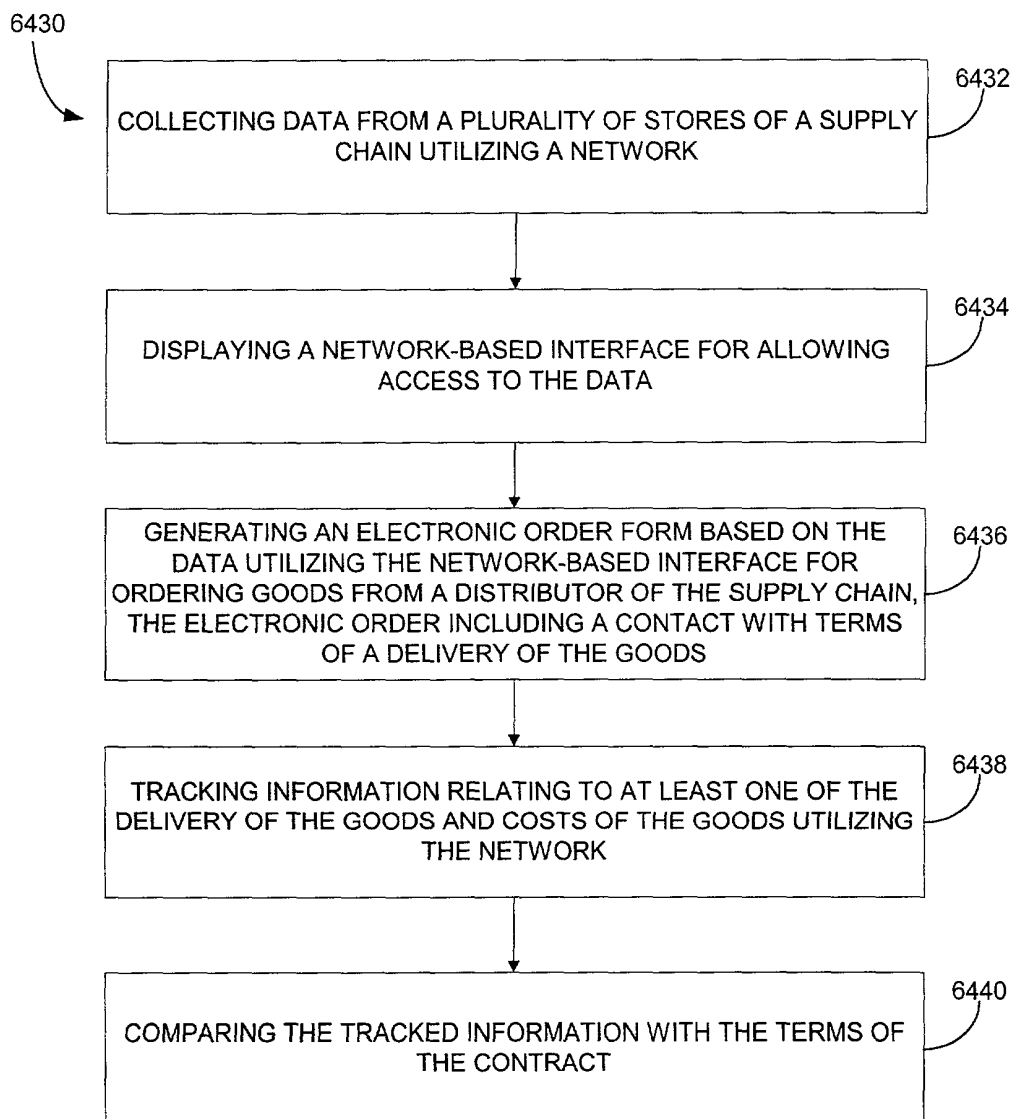 6430
6432
COLLECTING DATA FROM A PLURALITY OF STORES OF A SUPPLY
CHAIN UTILIZING A NETWORK
6434
DISPLAYING A NETWORK-BASED INTERFACE FOR ALLOWING
ACCESS TO THE DATA
6436
GENERATING AN ELECTRONIC ORDER FORM BASED ON THE
DATA UTILIZING THE NETWORK-BASED INTERFACE FOR
ORDERING GOODS FROM A DISTRIBUTOR OF THE SUPPLY CHAIN,
THE ELECTRONIC ORDER INCLUDING A CONTACT WITH TERMS
OF A DELIVERY OF THE GOODS
6438
TRACKING INFORMATION RELATING TO AT LEAST ONE OF THE
DELIVERY OF THE GOODS AND COSTS OF THE GOODS UTILIZING
THE NETWORK
6440
COMPARING THE TRACKED INFORMATION WITH THE TERMS OF
THE CONTRACT